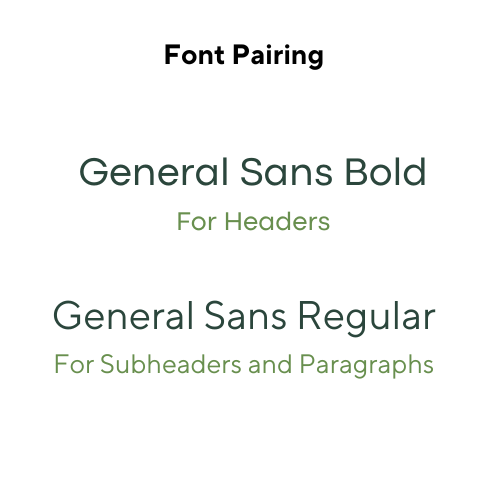 Font Pairing
General Sans Bold
For Headers
General Sans Regular
For Subheaders and Paragraphs